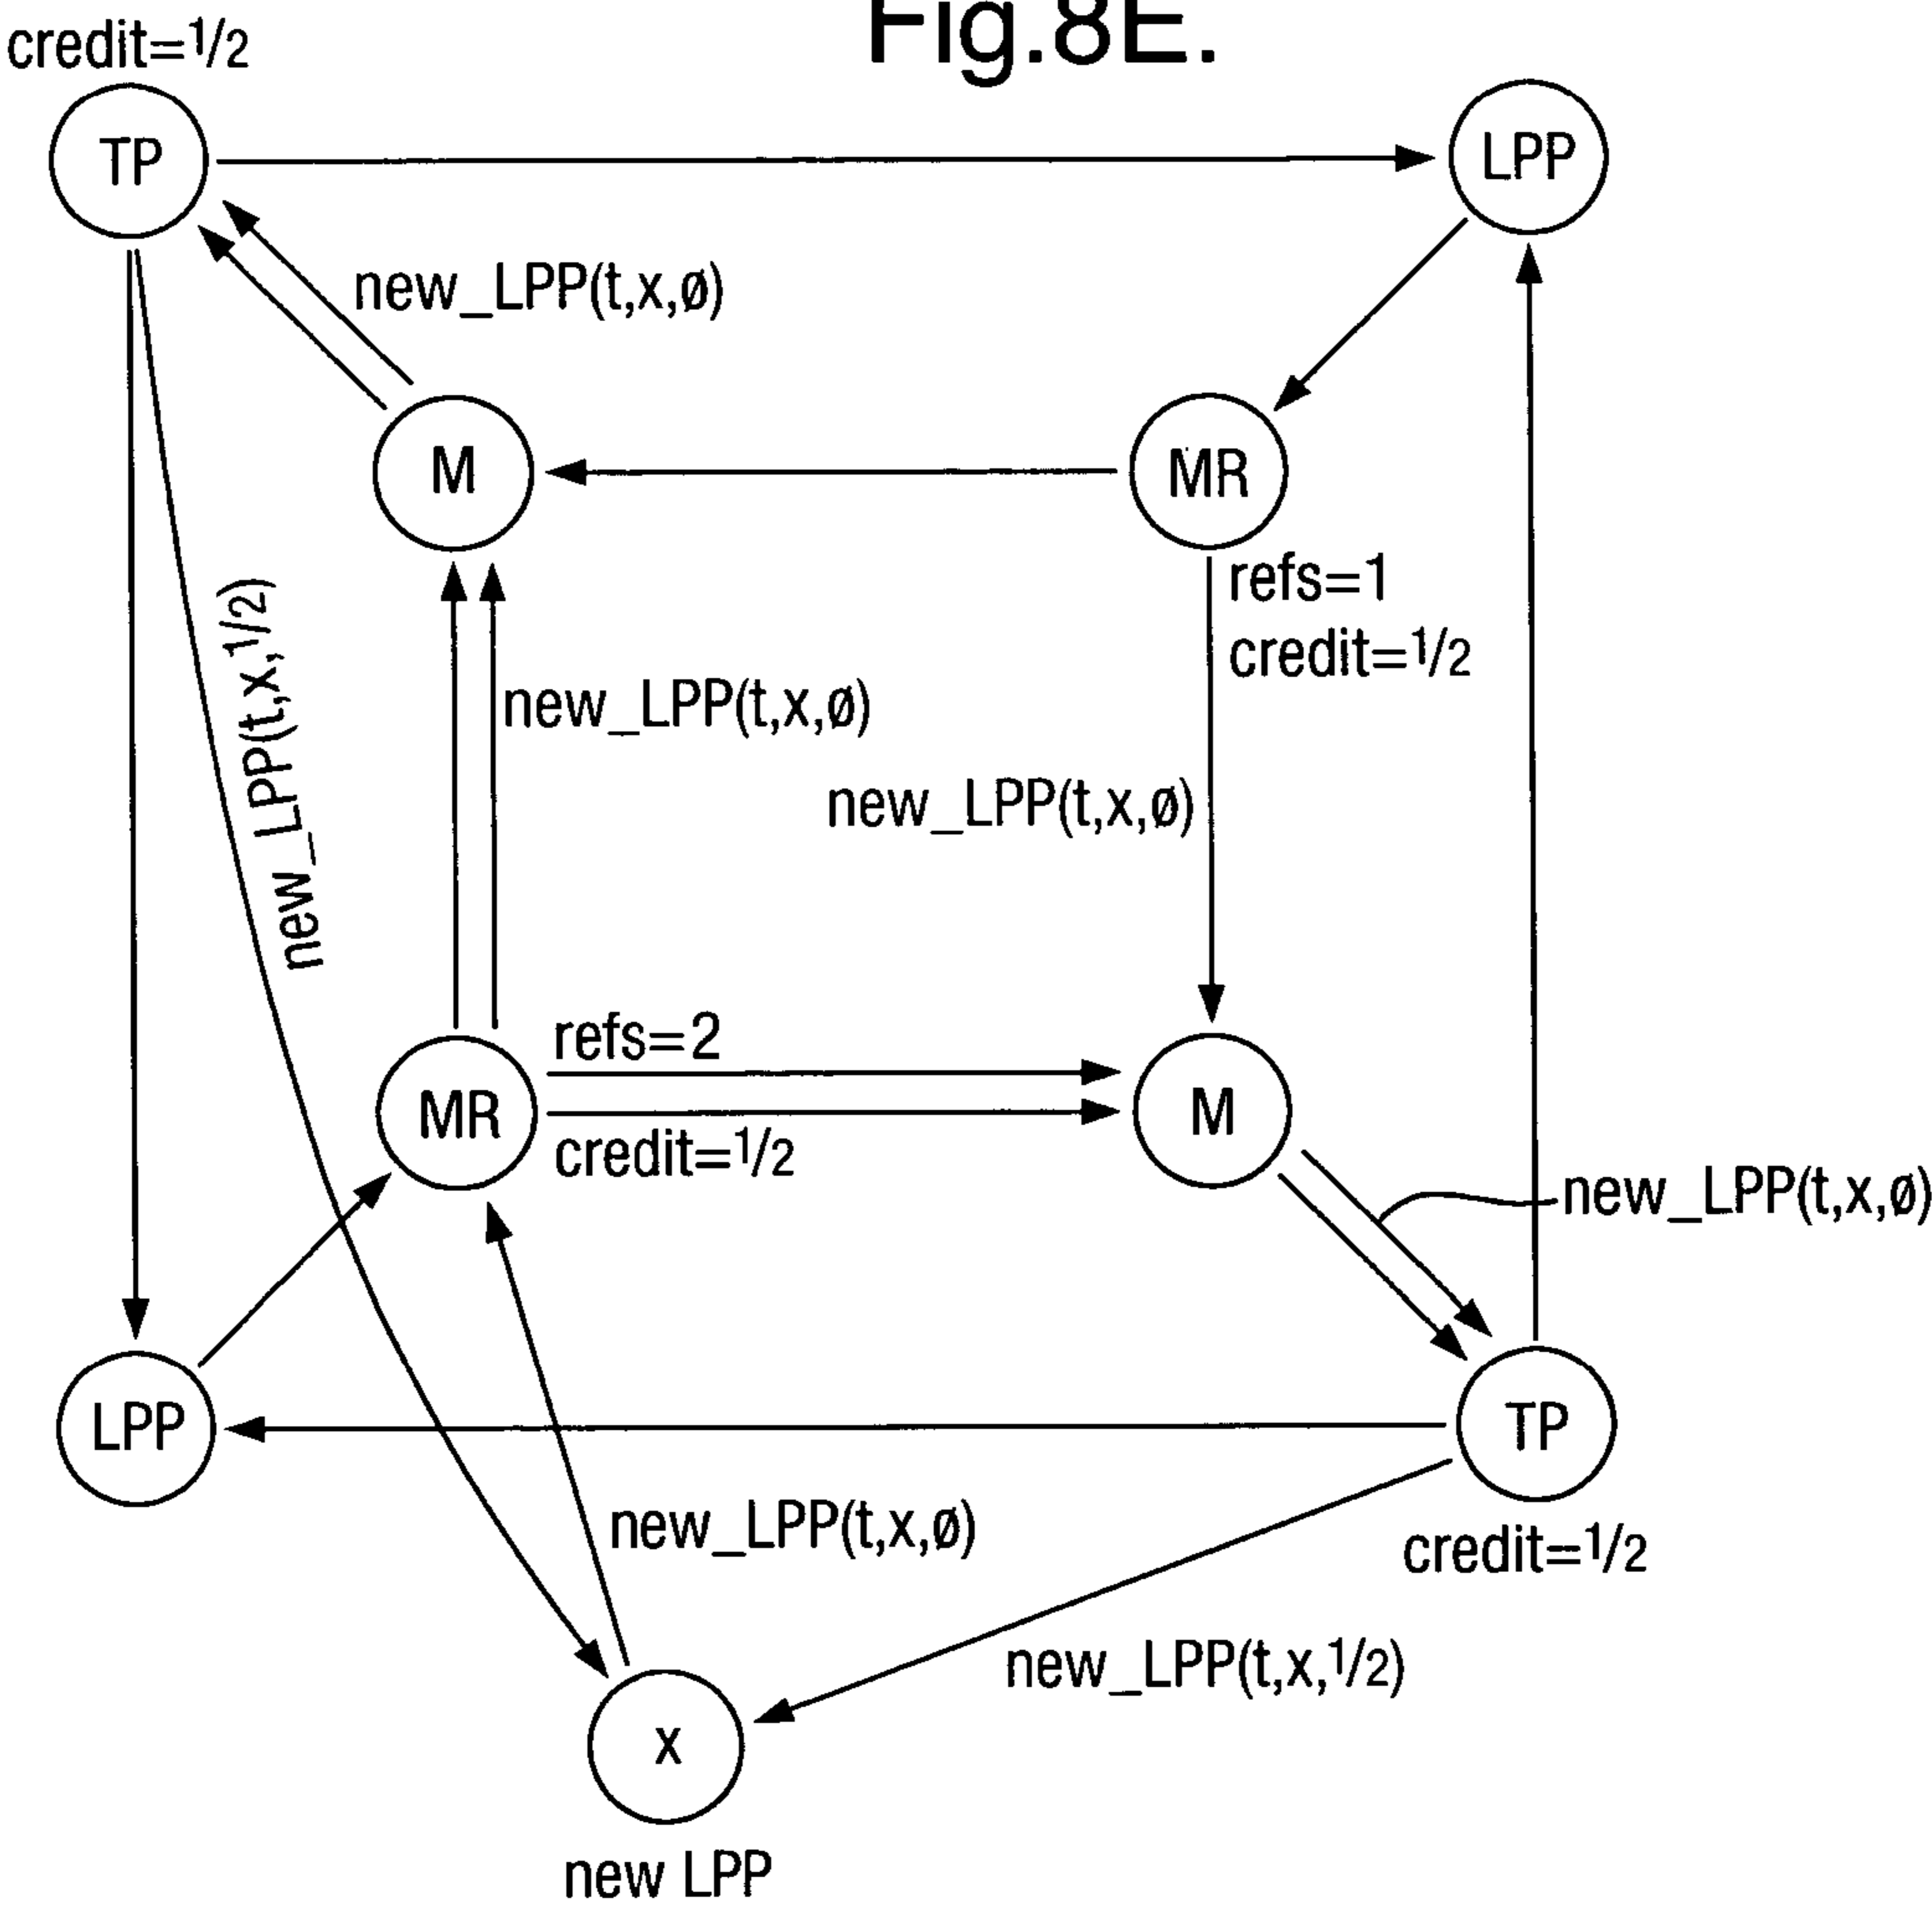 Fig.8E.
credit=1/2
TP
LPP
new_LPP(t,x,ø)
M
MR
refs=1
credit=1/2
new_LPP(t,x,1/2)
new_LPP(t,x,ø)
new_LPP(t,x,ø)
refs=2
MR
M
credit=1/2
new_LPP(t,x,ø)
LPP
TP
new_LPP(t,x,ø)
credit=1/2
new_LPP(t,x,1/2)
x
new LPP